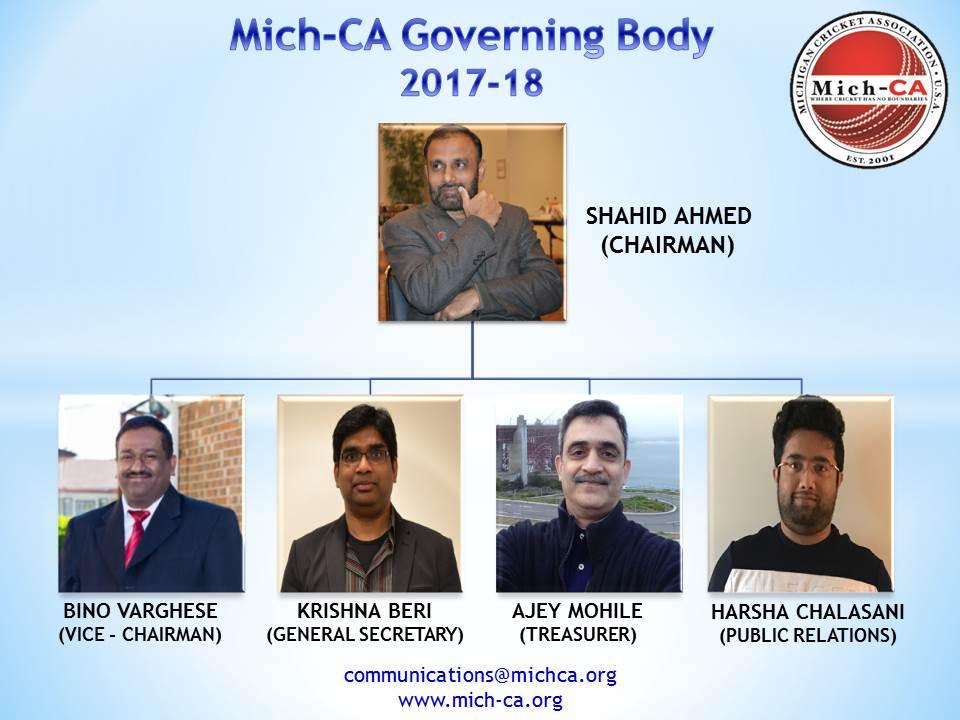 Mich-CA Governing Body
2017-18
MICHIGAN CRICKET ASSOCIATION • U.S.A.
Mich-CA
WHERE CRICKET HAS NO BOUNDARIES
EST. 2001
SHAHID AHMED
(CHAIRMAN)
BINO VARGHESE
(VICE - CHAIRMAN)
KRISHNA BERI
(GENERAL SECRETARY)
AJEY MOHILE
(TREASURER)
HARSHA CHALASANI
(PUBLIC RELATIONS)
communications@michca.org
www.mich-ca.org